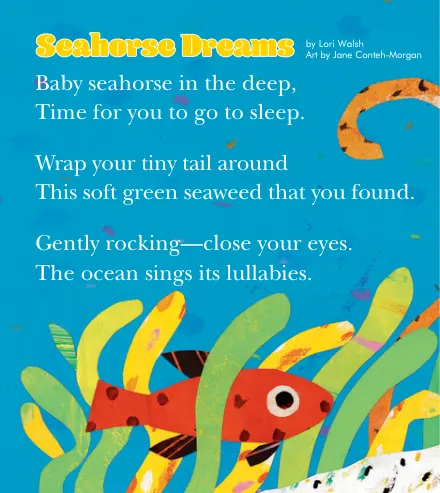 Seahorse Dreams
by Lori Walsh
Art by Jane Conteh-Morgan
Baby seahorse in the deep,
Time for you to go to sleep.
Wrap your tiny tail around
This soft green seaweed that you found.
Gently rocking—close your eyes.
The ocean sings its lullabies.